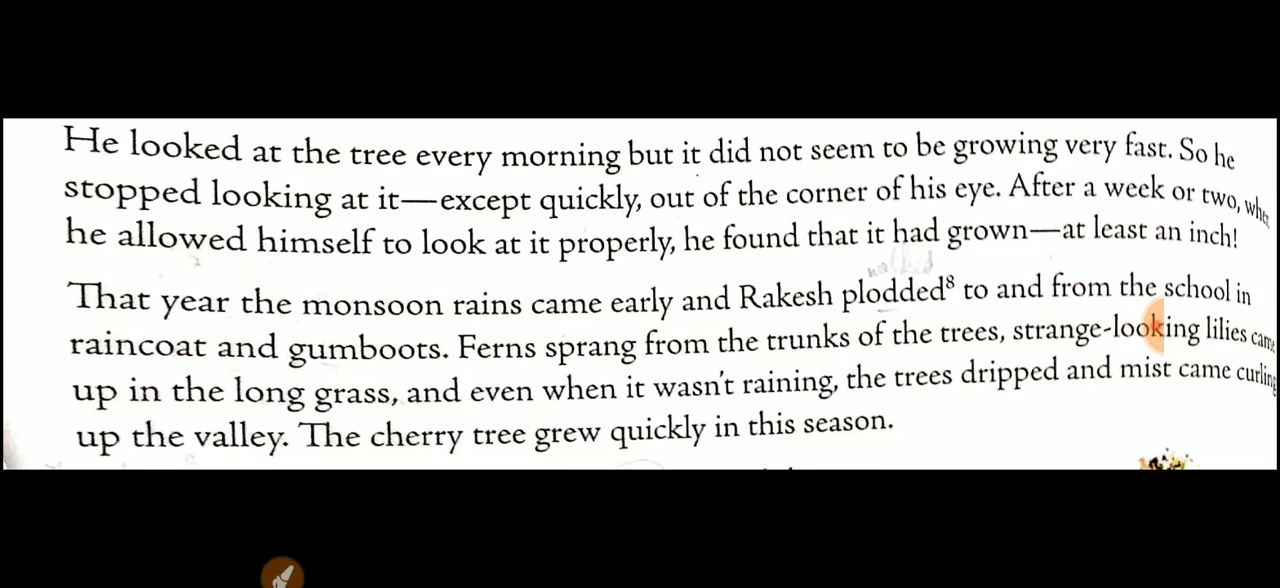 He looked at the tree every morning but it did not seem to be growing very fast. So he
stopped looking at it—except quickly, out of the corner of his eye. After a week or two,
he allowed himself to look at it properly, he found that it had grown—at least an inch!
walked
That year the monsoon rains came early and Rakesh plodded⁸ to and from the school in
raincoat and gumboots. Ferns sprang from the trunks of the trees, strange-looking lilies came
up in the long grass, and even when it wasn't raining, the trees dripped and mist came curling
up the valley. The cherry tree grew quickly in this season.